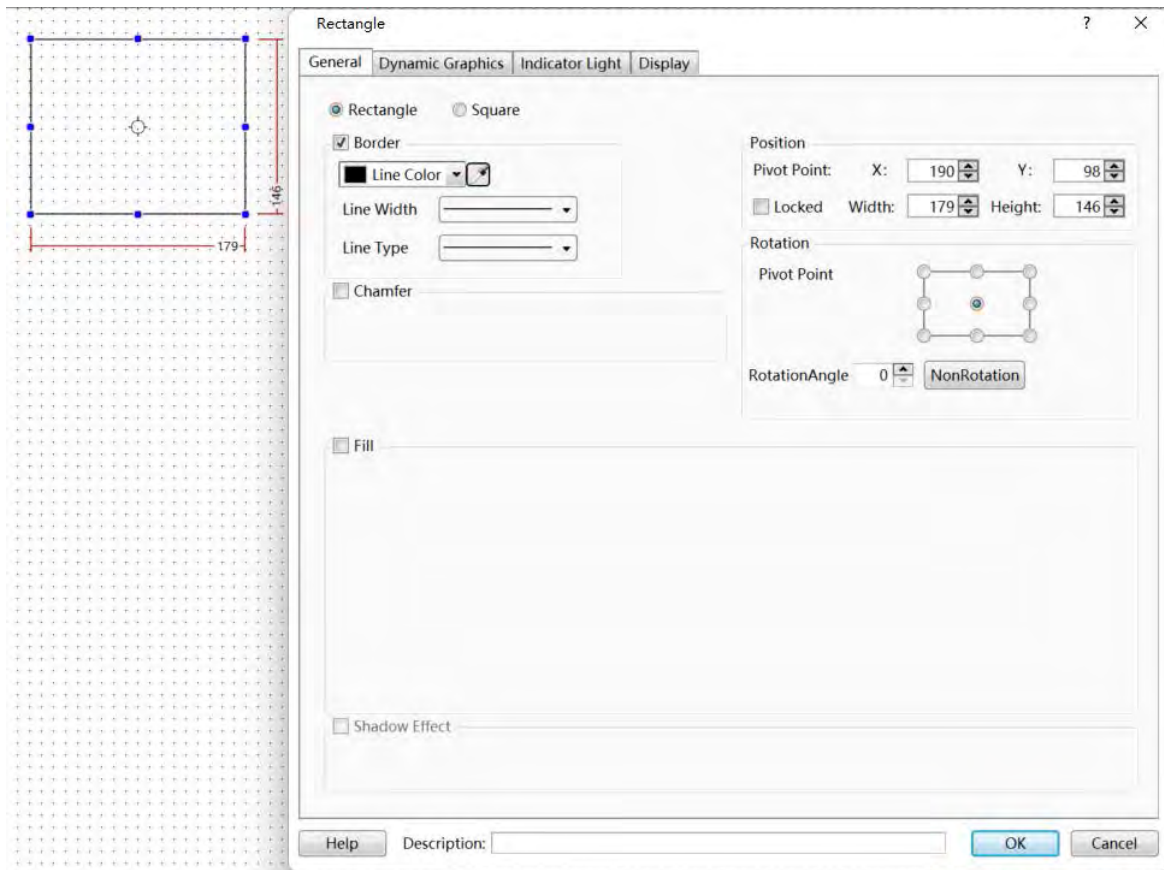 Rectangle
?
General
Dynamic Graphics
Indicator Light
Display
Rectangle
Square
Border
Line Color
Line Width
Line Type
Chamfer
Position
Pivot Point: X: 190 Y: 98
Locked Width: 179 Height: 146
Rotation
Pivot Point
RotationAngle 0 NonRotation
Fill
Shadow Effect
Help Description: OK Cancel
146
179